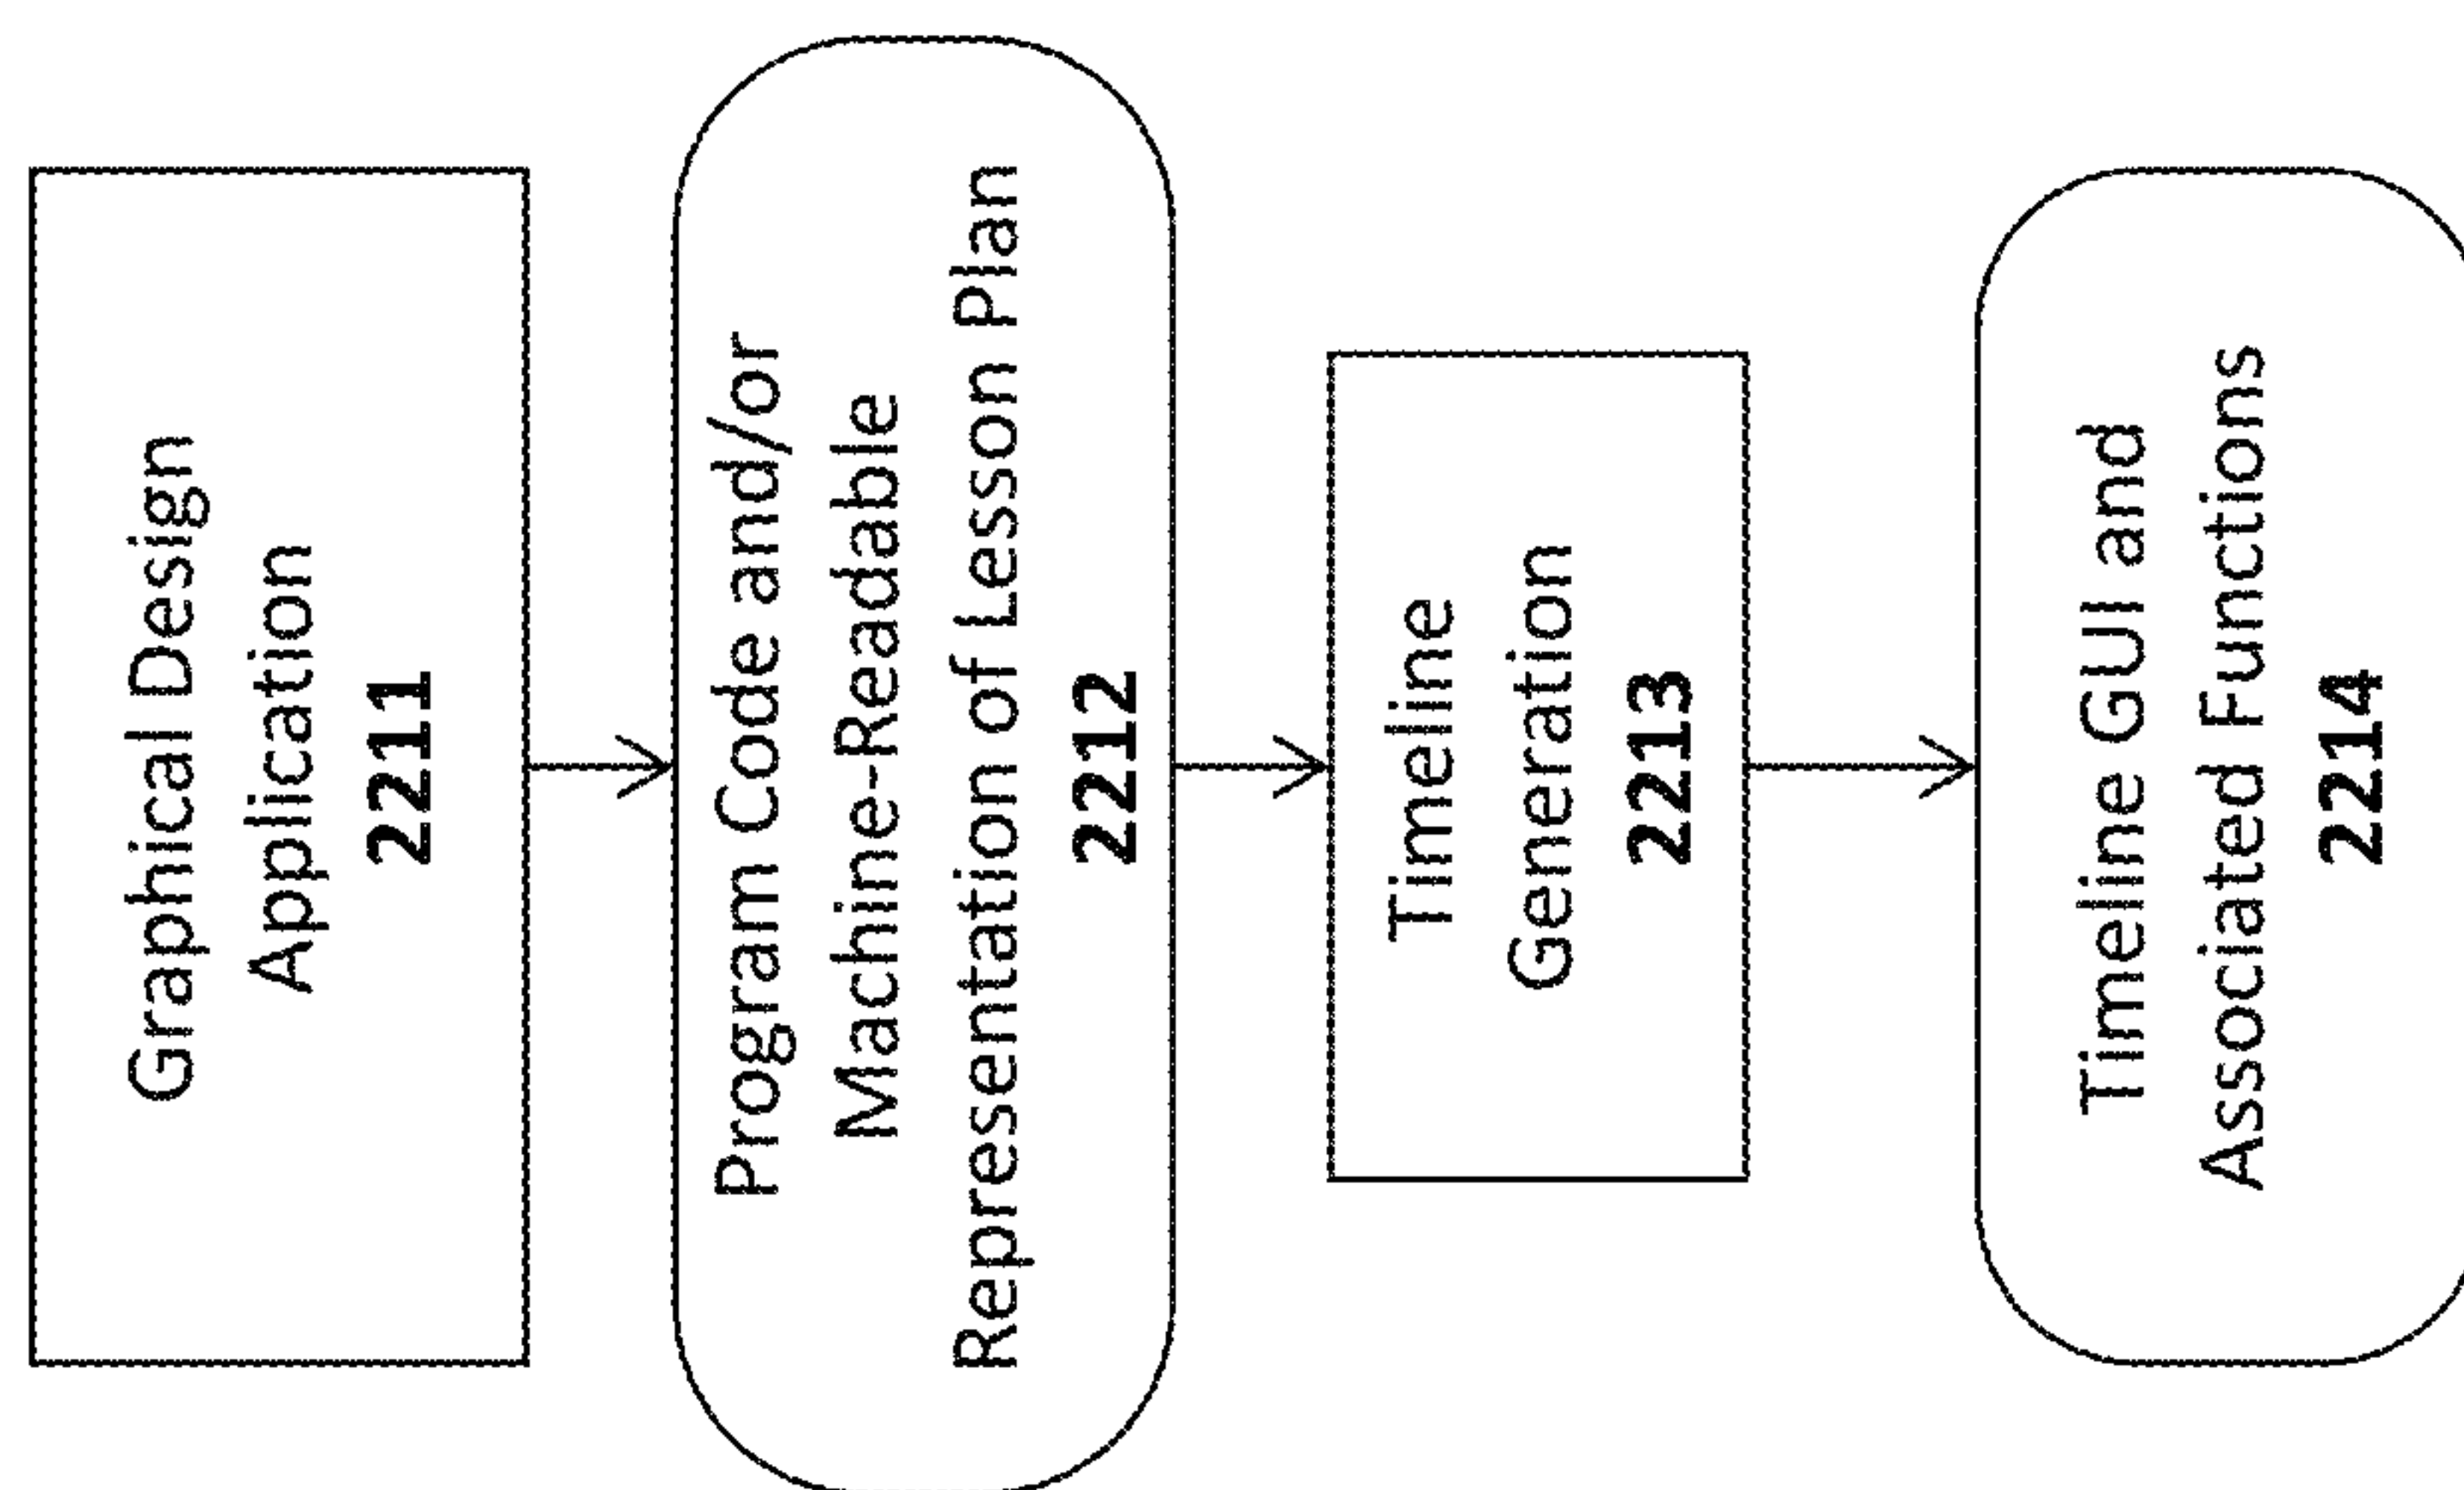 Graphical Design
Application
2211
Program Code and/or
Machine-Readable
Representation of Lesson Plan
2212
Timeline
Generation
2213
Timeline GUI and
Associated Functions
2214